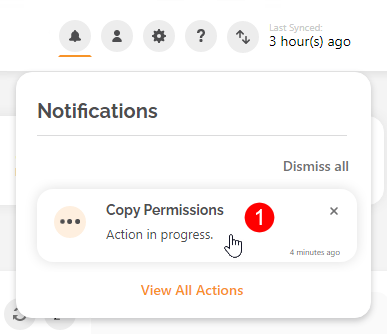 Last Synced:
3 hour(s) ago
Notifications
Dismiss all
Copy Permissions
1
Action in progress.
4 minutes ago
View All Actions